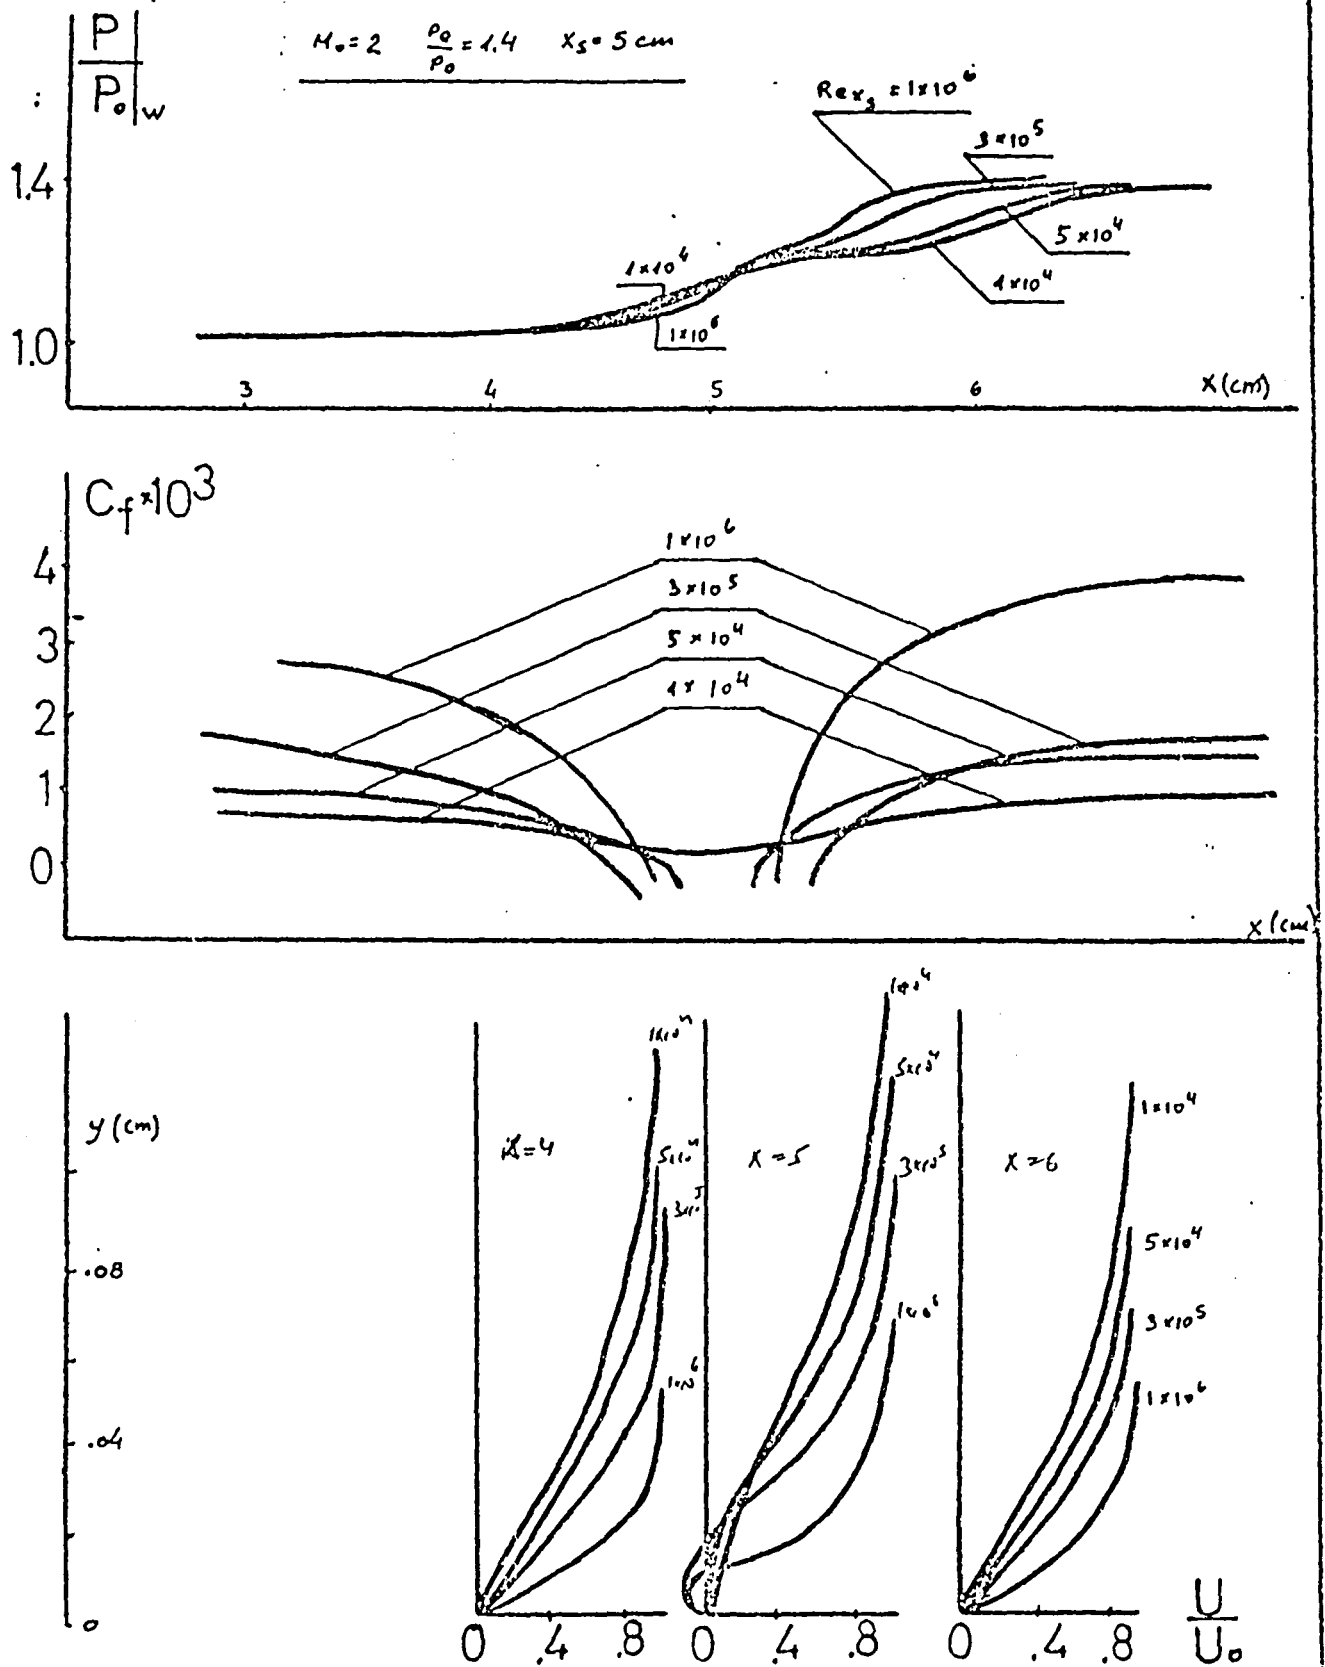 P
P₀ w
M₀=2 P₀/P₀=1.4 Xs=5 cm
Rexs=1×10⁶
3×10⁵
1.4
5×10⁴
1×10⁴
1×10⁴
1×10⁶
1.0
3 4 5 6 X(cm)
Cf×10³
1×10⁶
4
3×10⁵
3
5×10⁴
1×10⁴
2
1
0
X(cm)
1×10⁴
1×10⁴
5×10⁴
1×10⁴
y(cm)
X=4 5×10⁴ X=5 3×10⁵ X=6
3×10⁵
5×10⁴
.08
1×10⁶ 3×10⁵
1×10⁶ 1×10⁶
.04
0
0 .4 .8 0 .4 .8 0 .4 .8 U/U₀